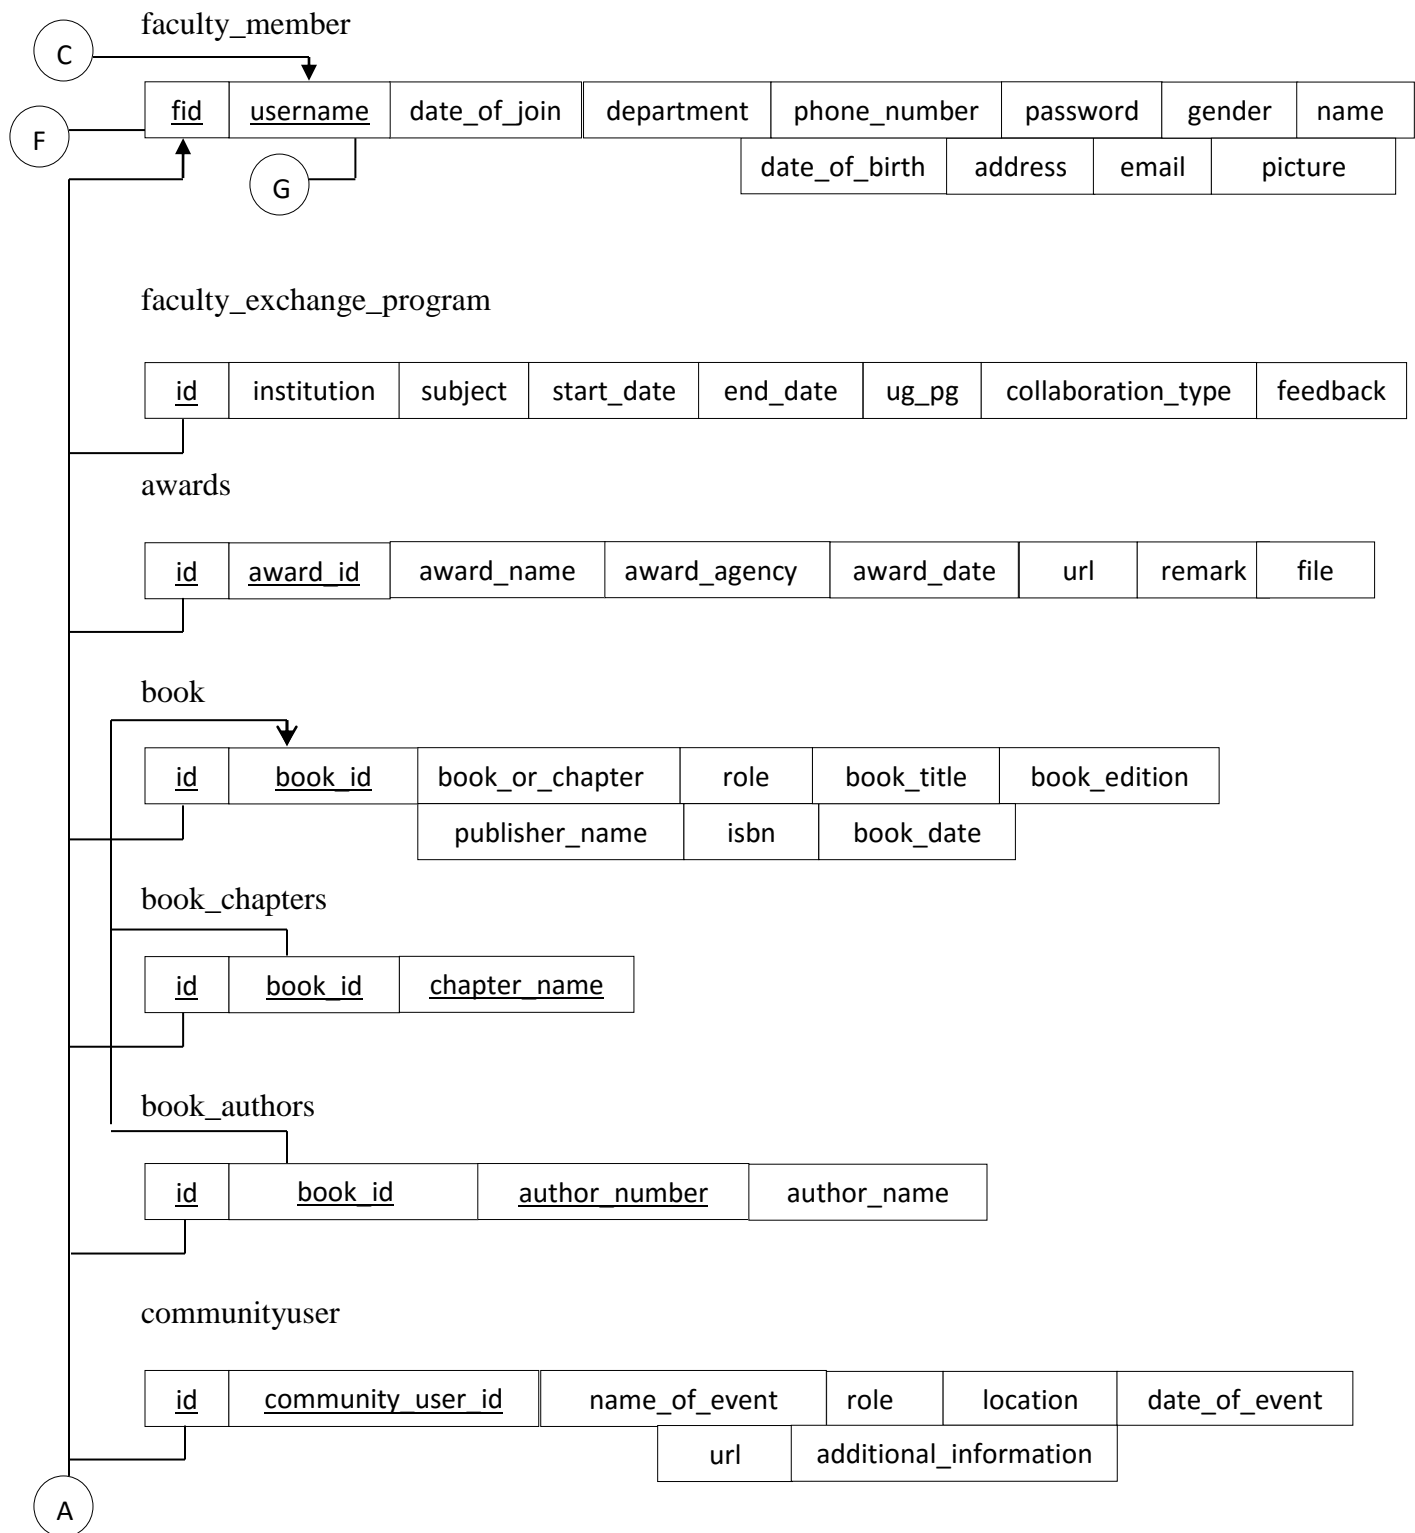 faculty_member
C
fid username date_of_join department phone_number password gender name
F
date_of_birth address email picture
G
faculty_exchange_program
id institution subject start_date end_date ug_pg collaboration_type feedback
awards
id award_id award_name award_agency award_date url remark file
book
id book_id book_or_chapter role book_title book_edition
publisher_name isbn book_date
book_chapters
id book_id chapter_name
book_authors
id book_id author_number author_name
communityuser
id community_user_id name_of_event role location date_of_event
url additional_information
A